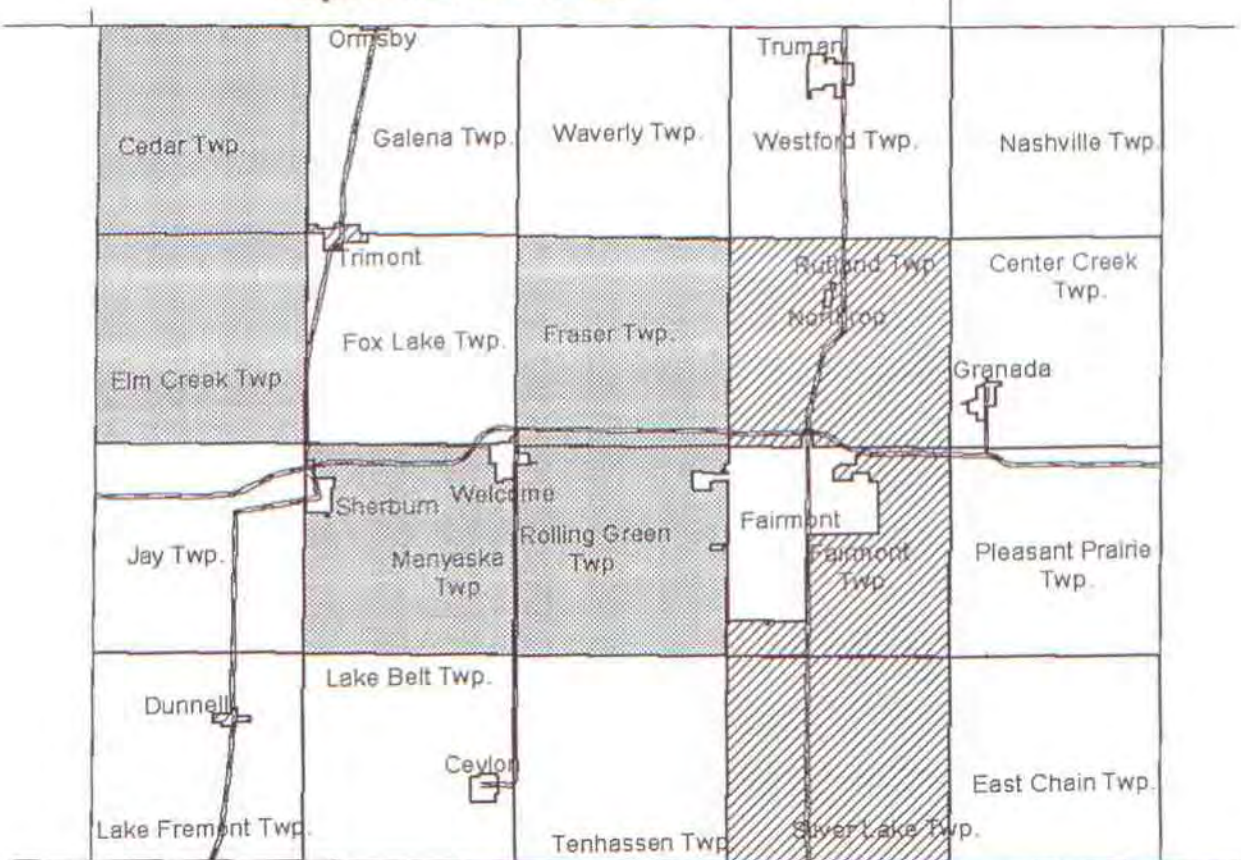 Ormsby
Truman
Cedar Twp.
Galena Twp.
Waverly Twp.
Westford Twp.
Nashville Twp.
Trimont
Rutland Twp
Center Creek
Twp.
Northrop
Fox Lake Twp.
Fraser Twp.
Elm Creek Twp
Granada
Sherburn
Welcome
Fairmont
Rolling Green
Twp
Jay Twp.
Manyaska
Twp
Fairmont
Twp
Pleasant Prairie
Twp.
Lake Belt Twp.
Dunnell
Ceylon
East Chain Twp.
Lake Fremont Twp.
Tenhassen Twp.
Silver Lake Twp.